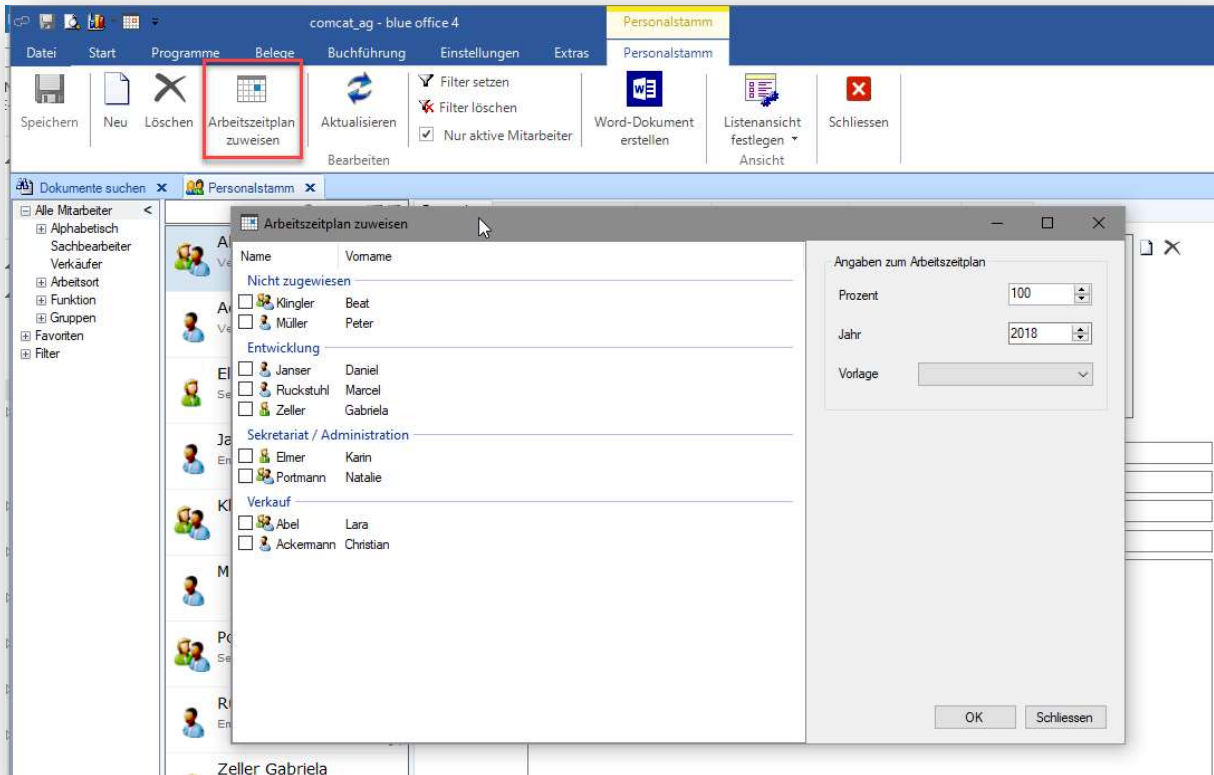 comcat_ag - blue office 4
Personalstamm
Datei Start Programme Belege Buchführung Einstellungen Extras Personalstamm
Speichern
Neu
Löschen
Arbeitszeitplan
zuweisen
Aktualisieren
Filter setzen
Filter löschen
Nur aktive Mitarbeiter
Bearbeiten
Word-Dokument
erstellen
Listenansicht
festlegen
Ansicht
Schliessen
Dokumente suchen
Personalstamm
Alle Mitarbeiter <
Alphabetisch
Sachbearbeiter
Verkäufer
Arbeitsort
Funktion
Gruppen
Favoriten
Filter
Zeller Gabriela
Arbeitszeitplan zuweisen
Name Vorname
Nicht zugewiesen
Klingler Beat
Müller Peter
Entwicklung
Janser Daniel
Ruckstuhl Marcel
Zeller Gabriela
Sekretariat / Administration
Elmer Karin
Portmann Natalie
Verkauf
Abel Lara
Ackermann Christian
Angaben zum Arbeitszeitplan
Prozent 100
Jahr 2018
Vorlage
OK Schliessen